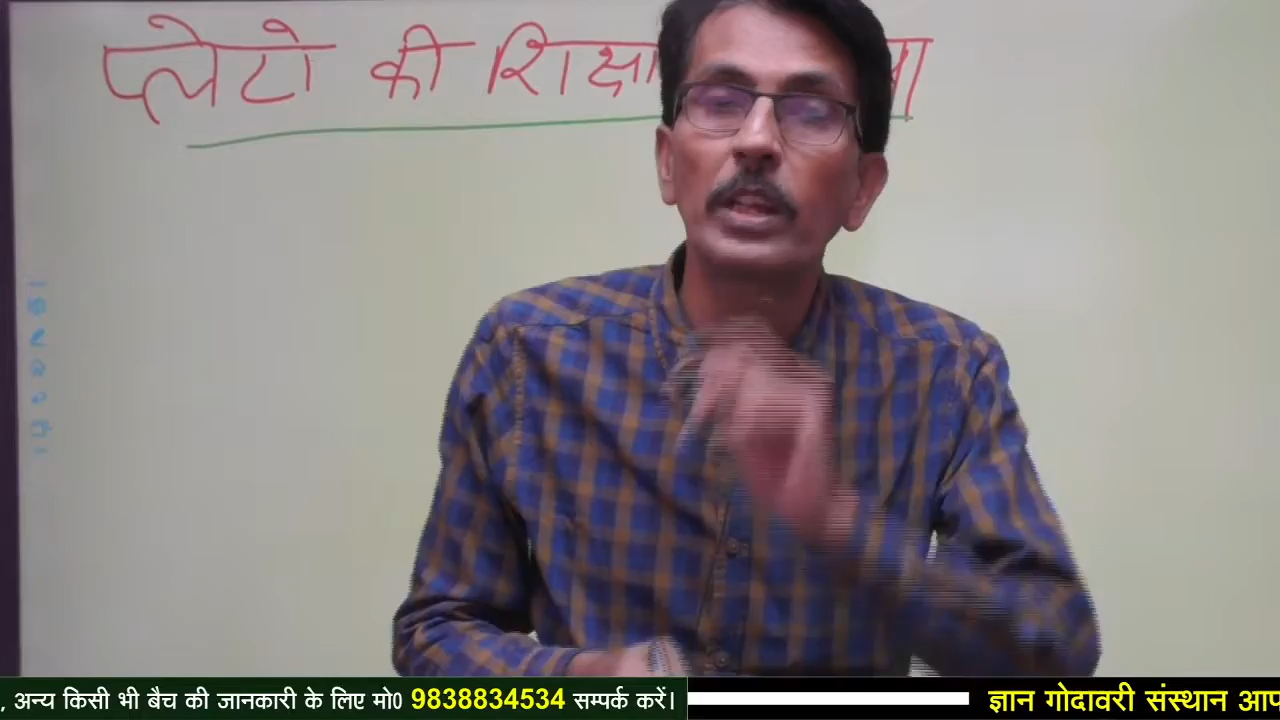 प्लेटो की शिक्षा
, अन्य किसी भी बैच की जानकारी के लिए मो0 9838834534 सम्पर्क करें।
ज्ञान गोदावरी संस्थान आप